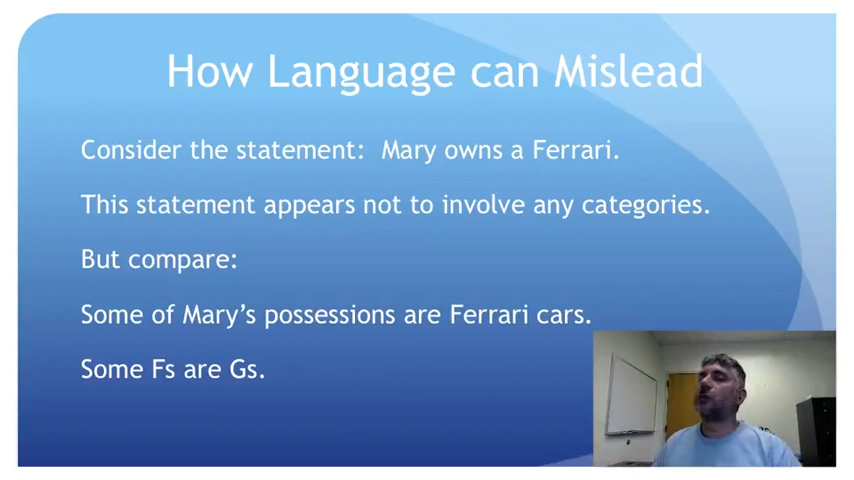 How Language can Mislead
Consider the statement:  Mary owns a Ferrari.
This statement appears not to involve any categories.
But compare:
Some of Mary’s possessions are Ferrari cars.
Some Fs are Gs.